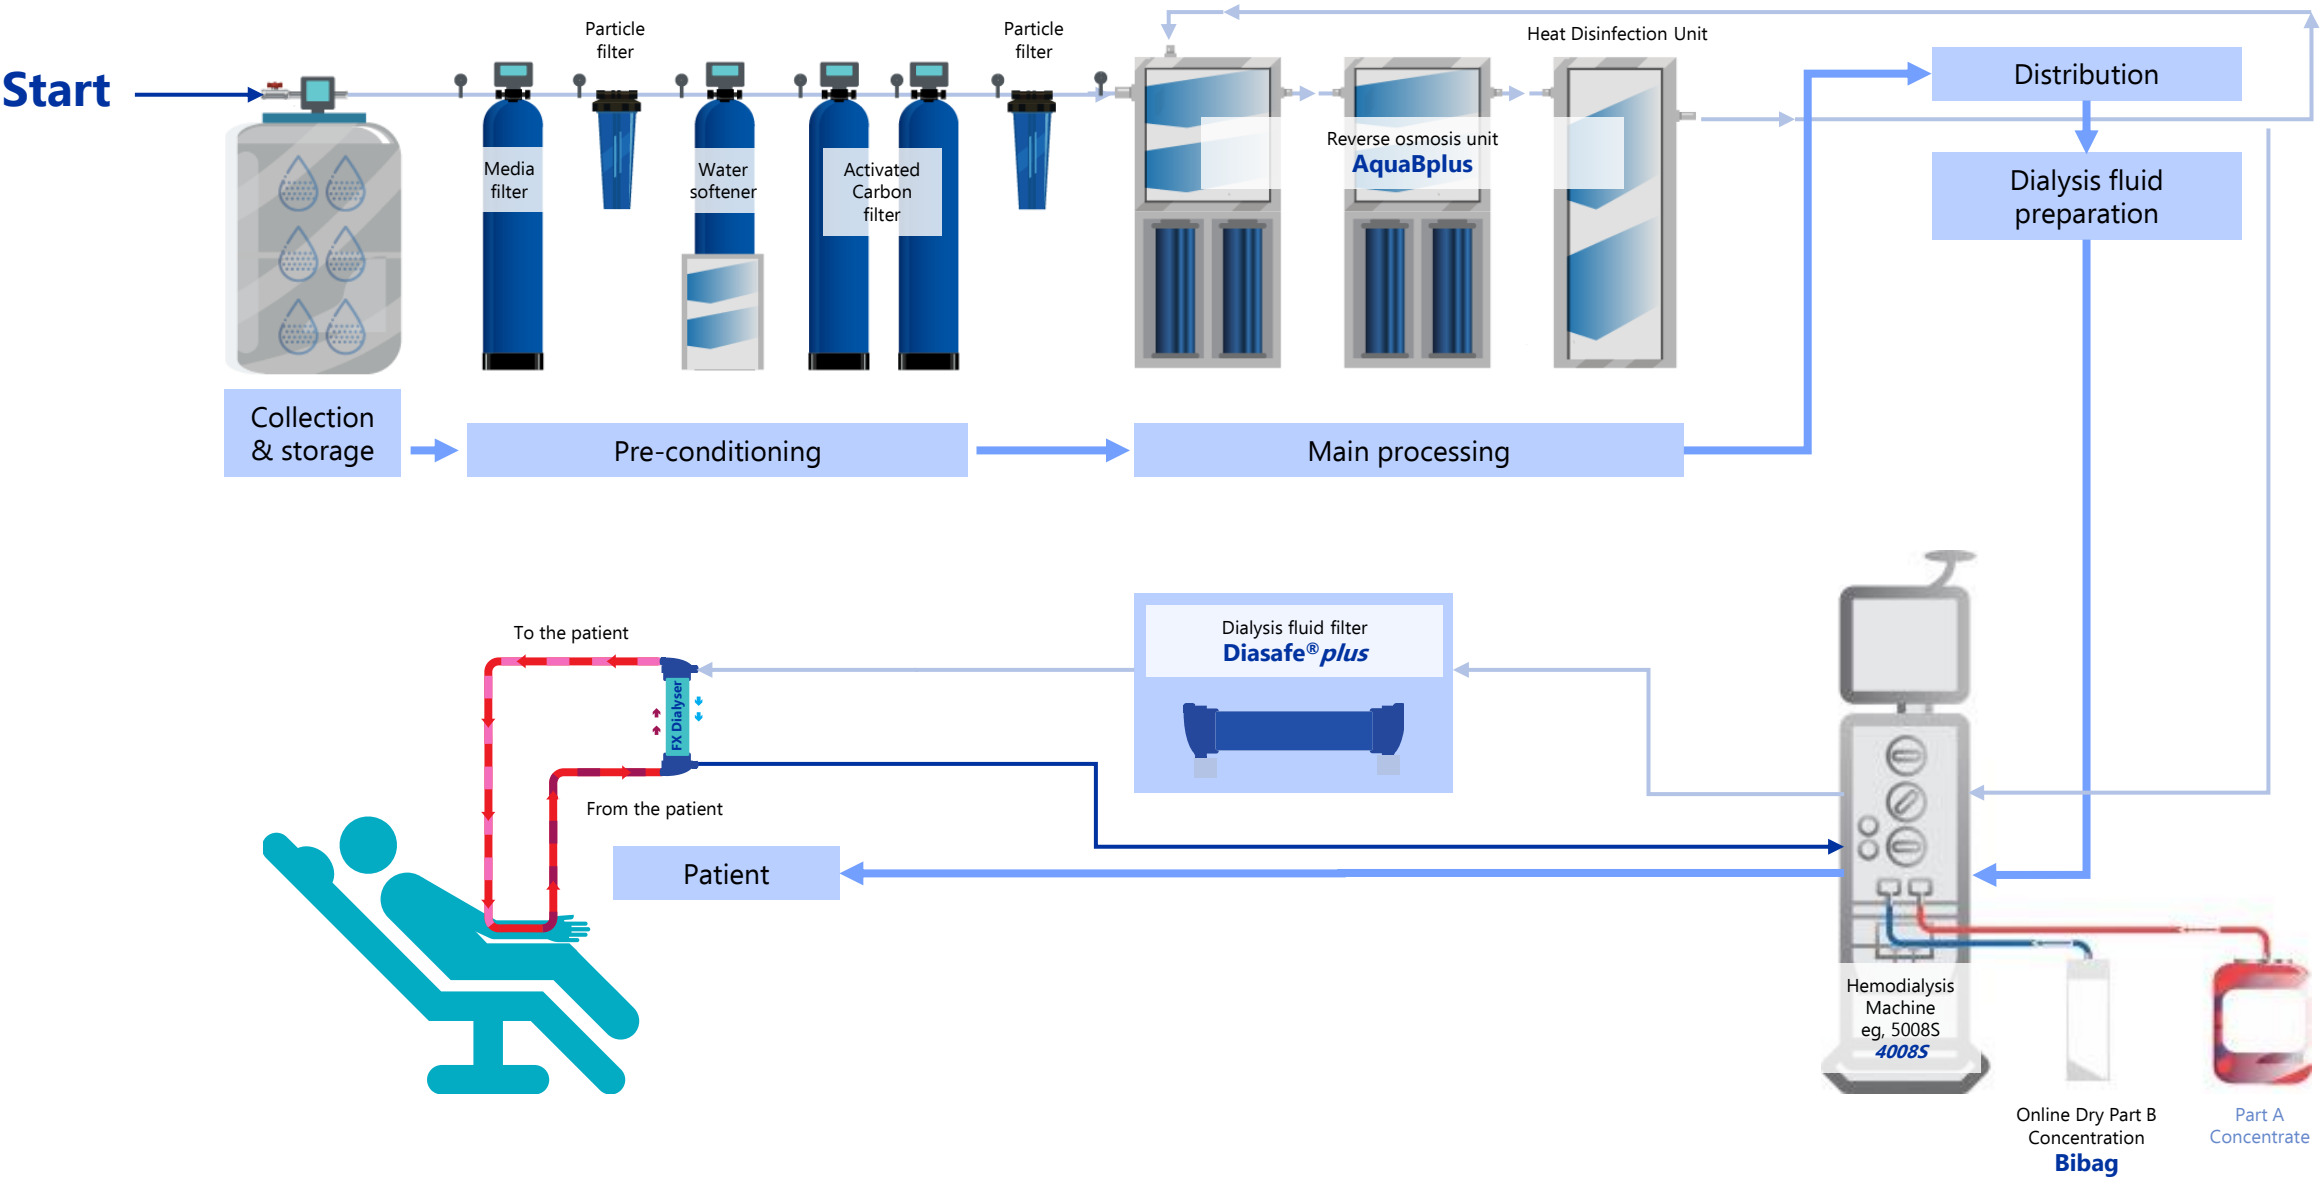 Start
Particle
filter
Particle
filter
Heat Disinfection Unit
Media
filter
Water
softener
Activated
Carbon
filter
Reverse osmosis unit
AquaBplus
Distribution
Dialysis fluid
preparation
Collection
& storage
Pre-conditioning
Main processing
To the patient
FX Dialyser
From the patient
Patient
Dialysis fluid filter
Diasafe®plus
Hemodialysis
Machine
eg, 5008S
4008S
Online Dry Part B
Concentration
Bibag
Part A
Concentrate